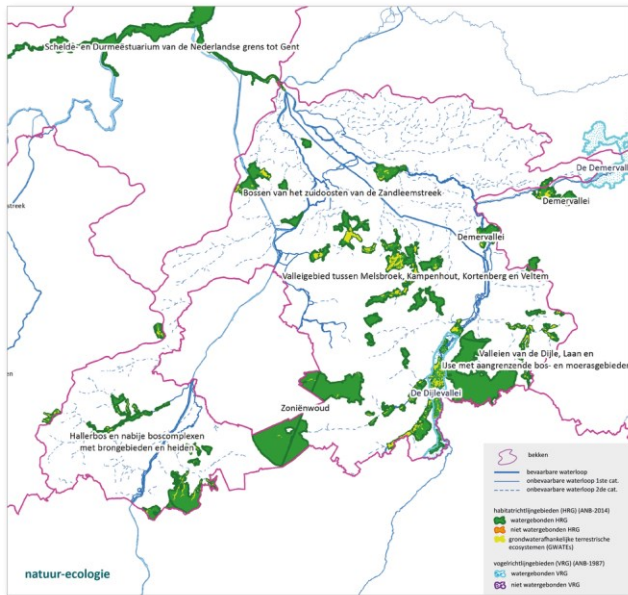 Schelde- en Durmeëstuarium van de Nederlandse grens tot Gent
De Demervall
streek
Bossen van het zuidoosten van de Zandleemstreek
Demervallei
Demervallei
Valleigebied tussen Melsbroek, Kampenhout, Kortenberg en Veltem
Valleien van de Dijle, Laan en
IJse met aangrenzende bos- en moerasgebieden
De Dijlevallei
Zoniënwoud
Hallerbos en nabije boscomplexen
met brongebieden en heiden
bekken
bevaarbare waterloop
onbevaarbare waterloop 1ste cat.
onbevaarbare waterloop 2de cat.
habitatrichtlijngebieden (HRG) (ANB-2014)
watergebonden HRG
niet watergebonden HRG
grondwaterafhankelijke terrestrische
ecosystemen (GWATEs)
vogelrichtlijngebieden (VRG) (ANB-1987)
watergebonden VRG
niet watergebonden VRG
natuur-ecologie